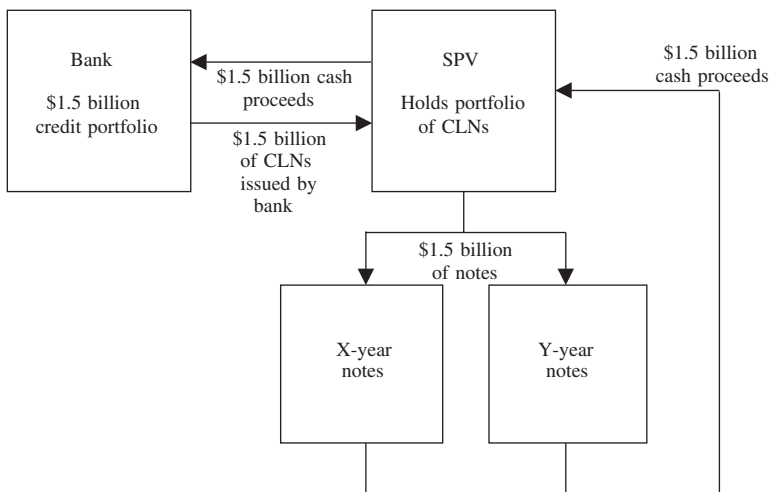 Bank
$1.5 billion
credit portfolio
$1.5 billion cash
proceeds
$1.5 billion
of CLNs
issued by
bank
SPV
Holds portfolio
of CLNs
$1.5 billion
cash proceeds
$1.5 billion
of notes
X-year
notes
Y-year
notes